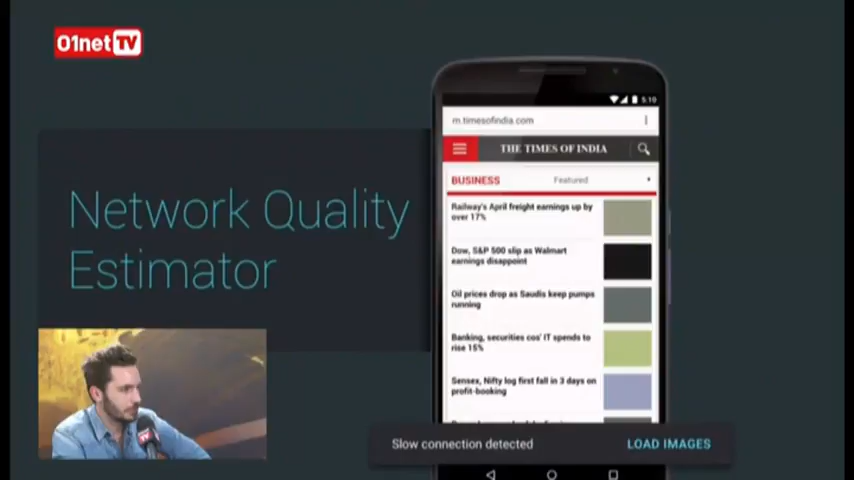 01net TV
5:10
m.timesofindia.com
THE TIMES OF INDIA
BUSINESS
Featured
Railway's April freight earnings up by
over 17%
Dow, S&P 500 slip as Walmart
earnings disappoint
Oil prices drop as Saudis keep pumps
running
Banking, securities cos' IT spends to
rise 15%
Sensex, Nifty log first fall in 3 days on
profit-booking
Network Quality
Estimator
Slow connection detected
LOAD IMAGES